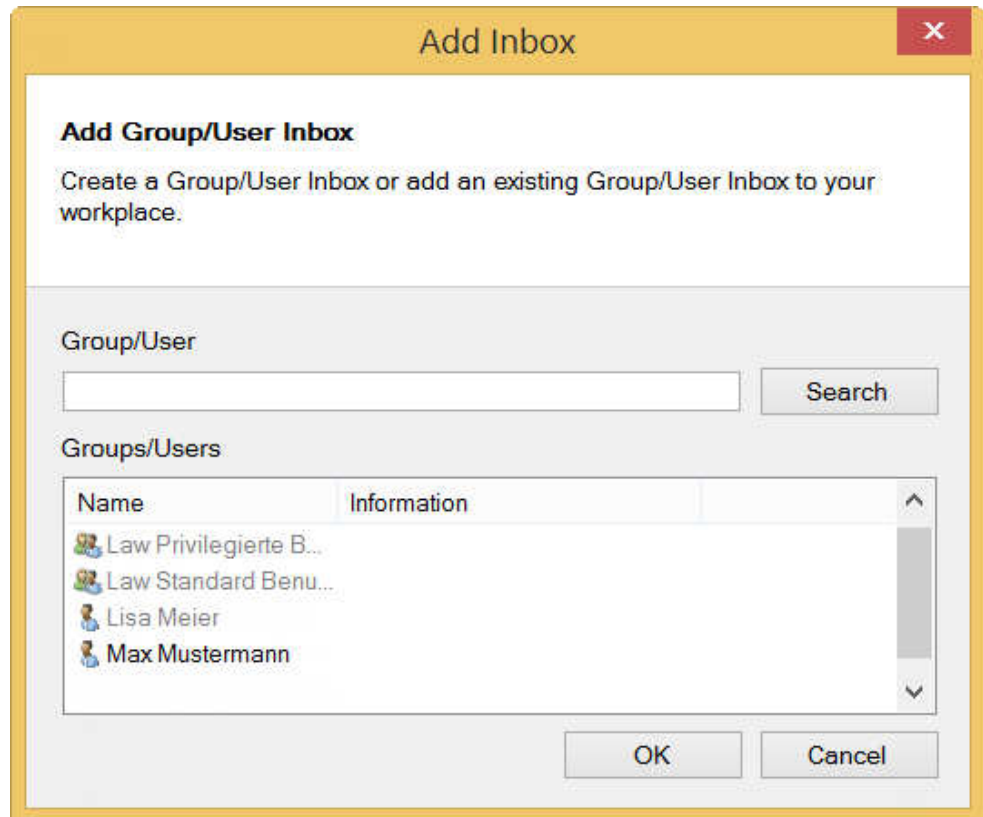 Add Inbox
Add Group/User Inbox
Create a Group/User Inbox or add an existing Group/User Inbox to your
workplace.
Group/User
Search
Groups/Users
Name Information
Law Privilegierte B...
Law Standard Benu...
Lisa Meier
Max Mustermann
OK Cancel